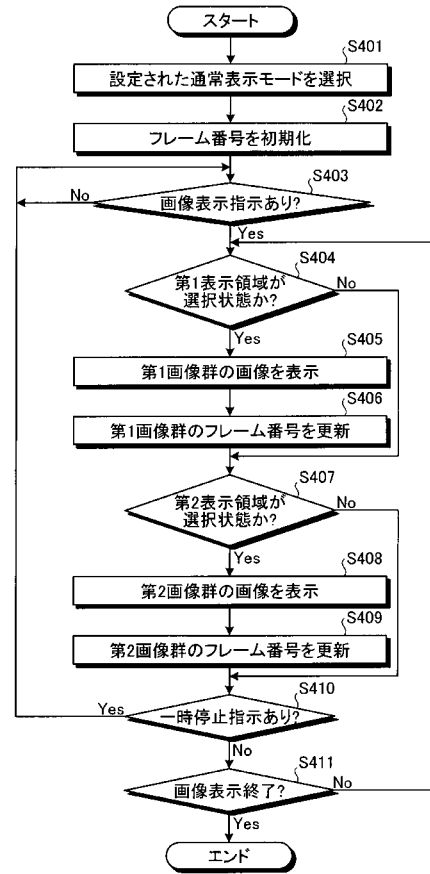 スタート
S401
設定された通常表示モードを選択
S402
フレーム番号を初期化
S403
No
画像表示指示あり?
Yes
S404
第1表示領域が
選択状態か?
No
Yes
S405
第1画像群の画像を表示
S406
第1画像群のフレーム番号を更新
S407
第2表示領域が
選択状態か?
No
Yes
S408
第2画像群の画像を表示
S409
第2画像群のフレーム番号を更新
S410
Yes
一時停止指示あり?
No
S411
画像表示終了?
No
Yes
エンド